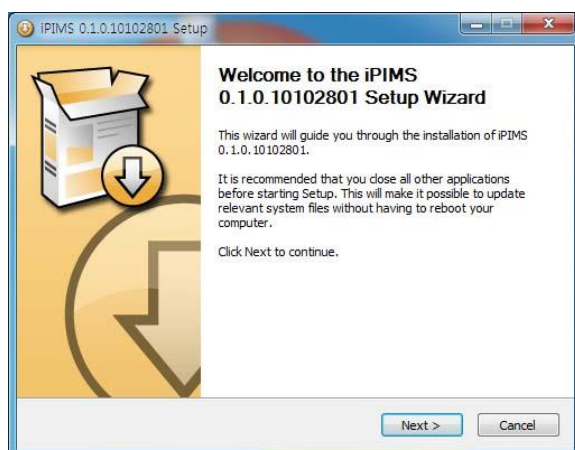 iPIMS 0.1.0.10102801 Setup
Welcome to the iPIMS
0.1.0.10102801 Setup Wizard
This wizard will guide you through the installation of iPIMS
0.1.0.10102801.
It is recommended that you close all other applications
before starting Setup. This will make it possible to update
relevant system files without having to reboot your
computer.
Click Next to continue.
Next >
Cancel